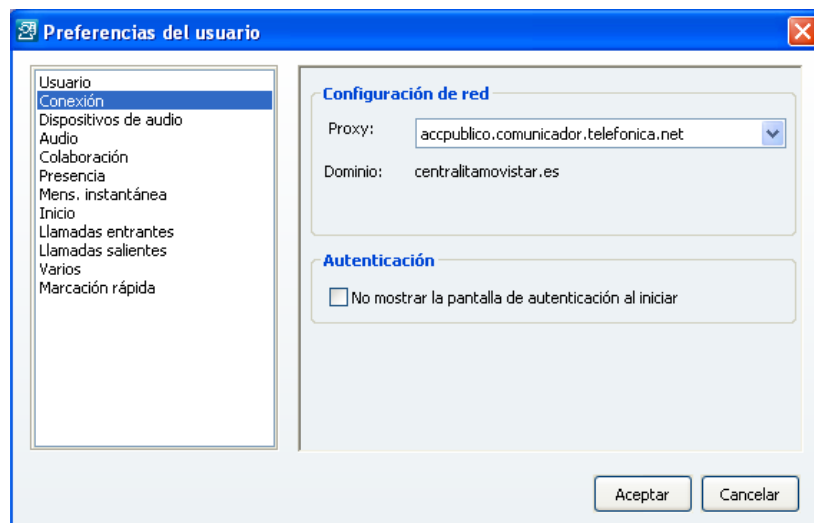 Preferencias del usuario
Usuario
Conexión
Dispositivos de audio
Audio
Colaboración
Presencia
Mens. instantánea
Inicio
Llamadas entrantes
Llamadas salientes
Varios
Marcación rápida
Configuración de red
Proxy: accpublico.comunicador.telefonica.net
Dominio: centralitamovistar.es
Autenticación
No mostrar la pantalla de autenticación al iniciar
Aceptar Cancelar